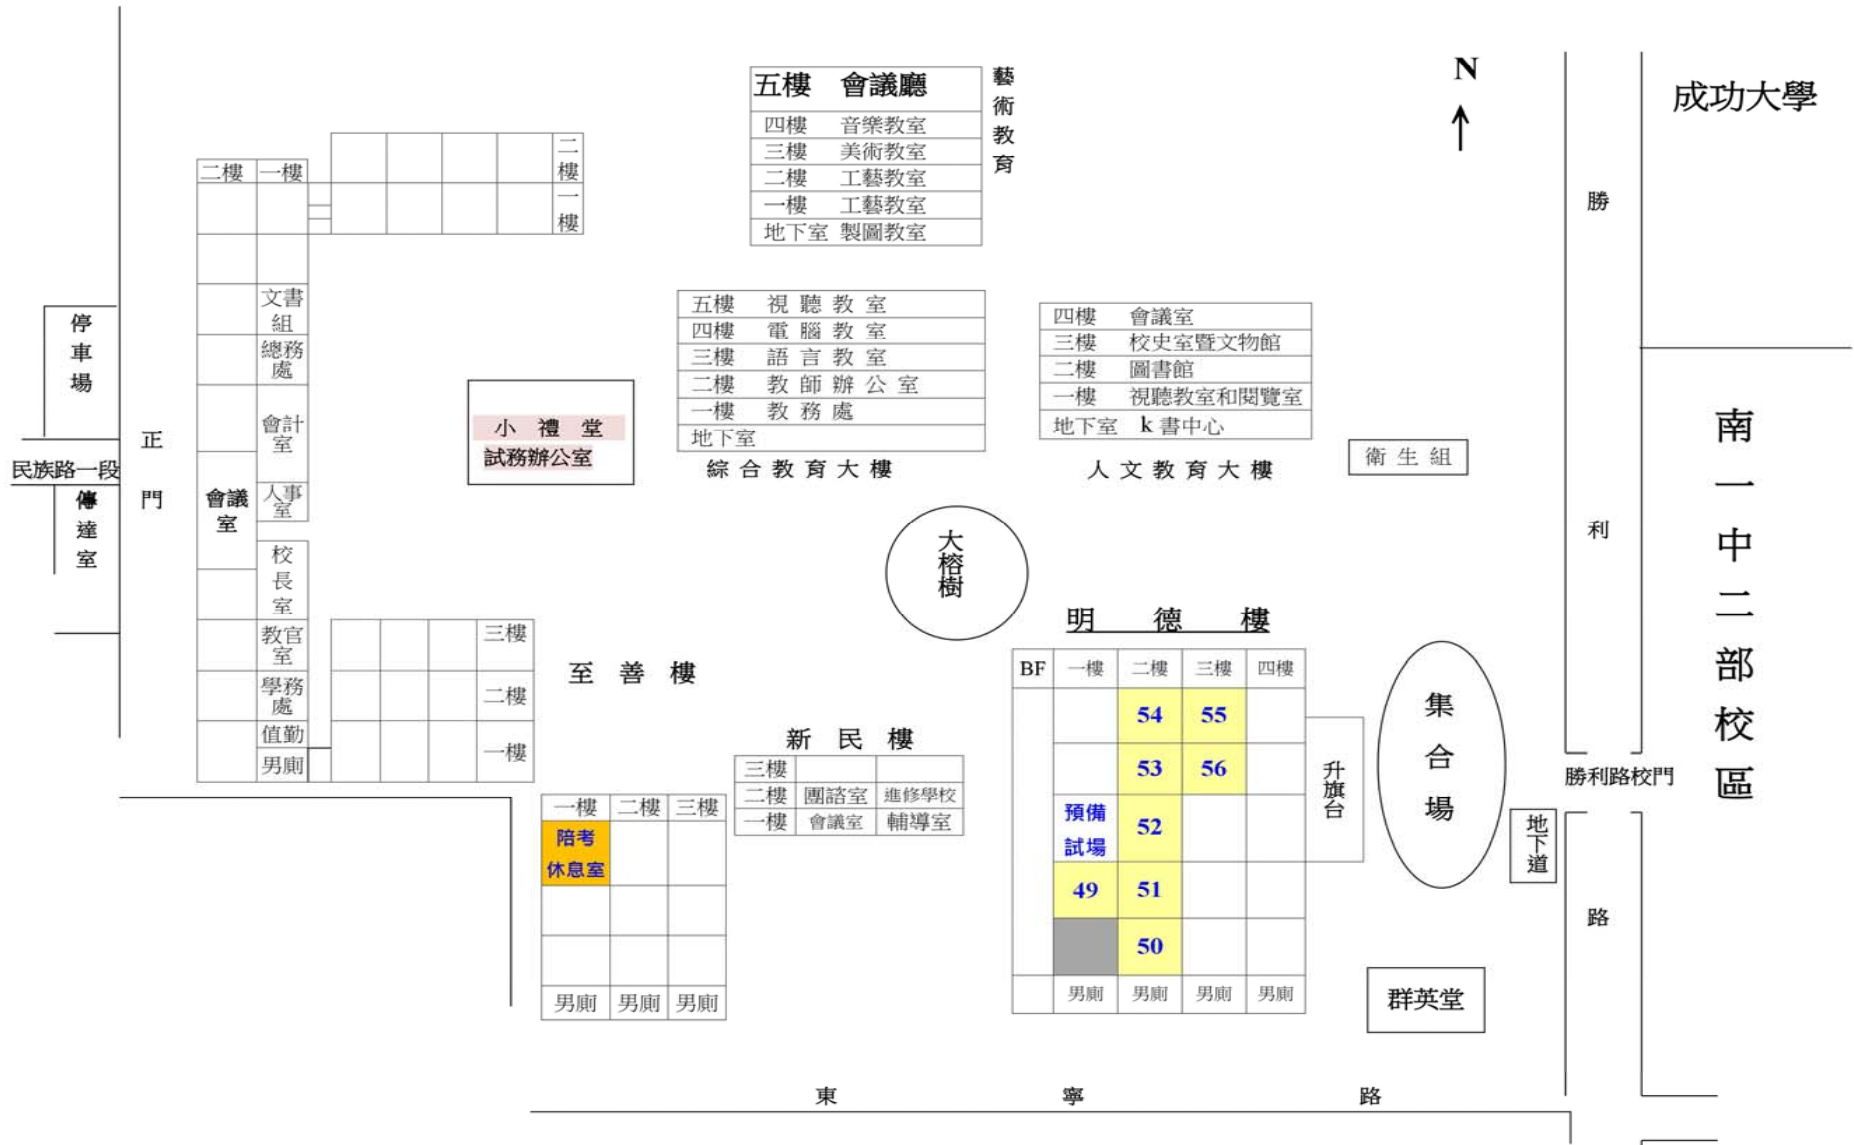 N
成功大學
五樓 會議廳
四樓 音樂教室
三樓 美術教室
二樓 工藝教室
一樓 工藝教室
地下室 製圖教室
藝術教育
二樓
一樓
二樓 一樓
文書組
總務處
會計室
人事室
會議室
校長室
教官室
學務處
值勤
男廁
停車場
民族路一段
傳達室
正門
小禮堂
試務辦公室
五樓 視聽教室
四樓 電腦教室
三樓 語言教室
二樓 教師辦公室
一樓 教務處
地下室
綜合教育大樓
四樓 會議室
三樓 校史室暨文物館
二樓 圖書館
一樓 視聽教室和閱覽室
地下室 k 書中心
人文教育大樓
衛生組
大榕樹
三樓
二樓
一樓
至善樓
新民樓
三樓
二樓 團諮室 進修學校
一樓 會議室 輔導室
一樓 二樓 三樓
陪考
休息室
男廁 男廁 男廁
明德樓
BF 一樓 二樓 三樓 四樓
54 55
53 56
預備
試場
52
49 51
50
男廁 男廁 男廁 男廁
升旗台
集合場
群英堂
地下道
勝利路校門
勝利路
南一中二部校區
東寧路